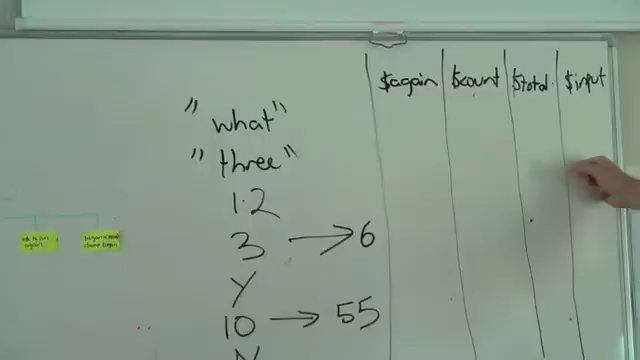 $again $count $total $input
"what"
"three"
1.2
3 → 6
Y
10 → 55
N